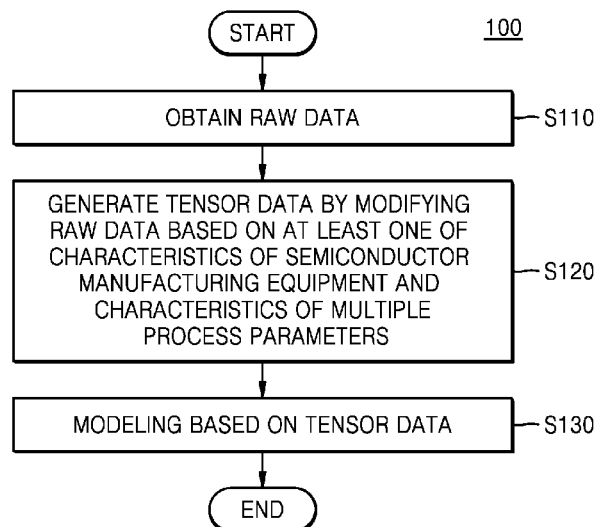 START
100
OBTAIN RAW DATA
S110
GENERATE TENSOR DATA BY MODIFYING
RAW DATA BASED ON AT LEAST ONE OF
CHARACTERISTICS OF SEMICONDUCTOR
MANUFACTURING EQUIPMENT AND
CHARACTERISTICS OF MULTIPLE
PROCESS PARAMETERS
S120
MODELING BASED ON TENSOR DATA
S130
END